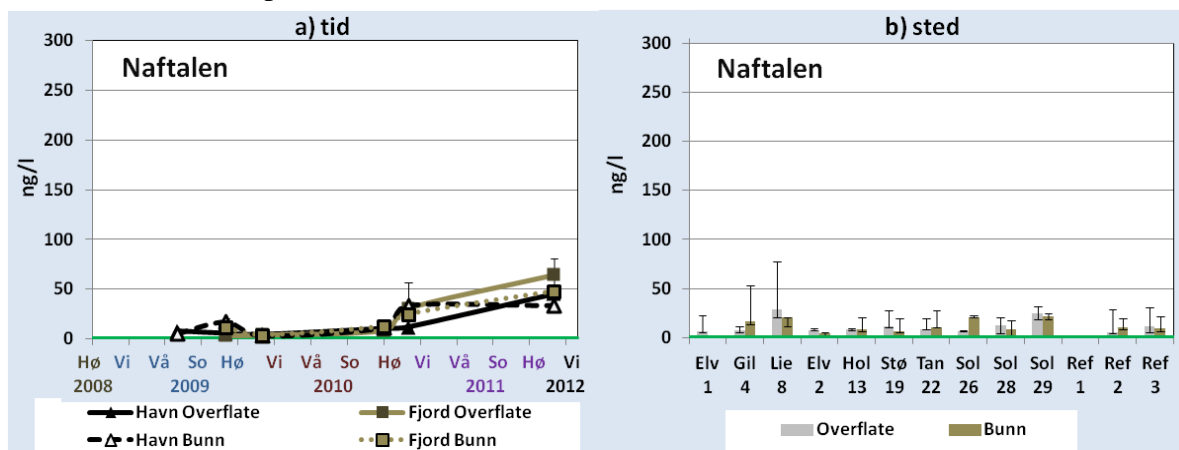 a) tid
300
Naftalen
250
200
150
100
50
0
ng/l
Hø Vi Vå So Hø Vi Vå So Hø Vi Vå So Hø Vi
2008 2009 2010 2011 2012
Havn Overflate Fjord Overflate
Havn Bunn Fjord Bunn
b) sted
300
Naftalen
250
200
150
100
50
0
ng/l
Elv Gil Lie Elv Hol Stø Tan Sol Sol Sol Ref Ref Ref
1 4 8 2 13 19 22 26 28 29 1 2 3
Overflate Bunn